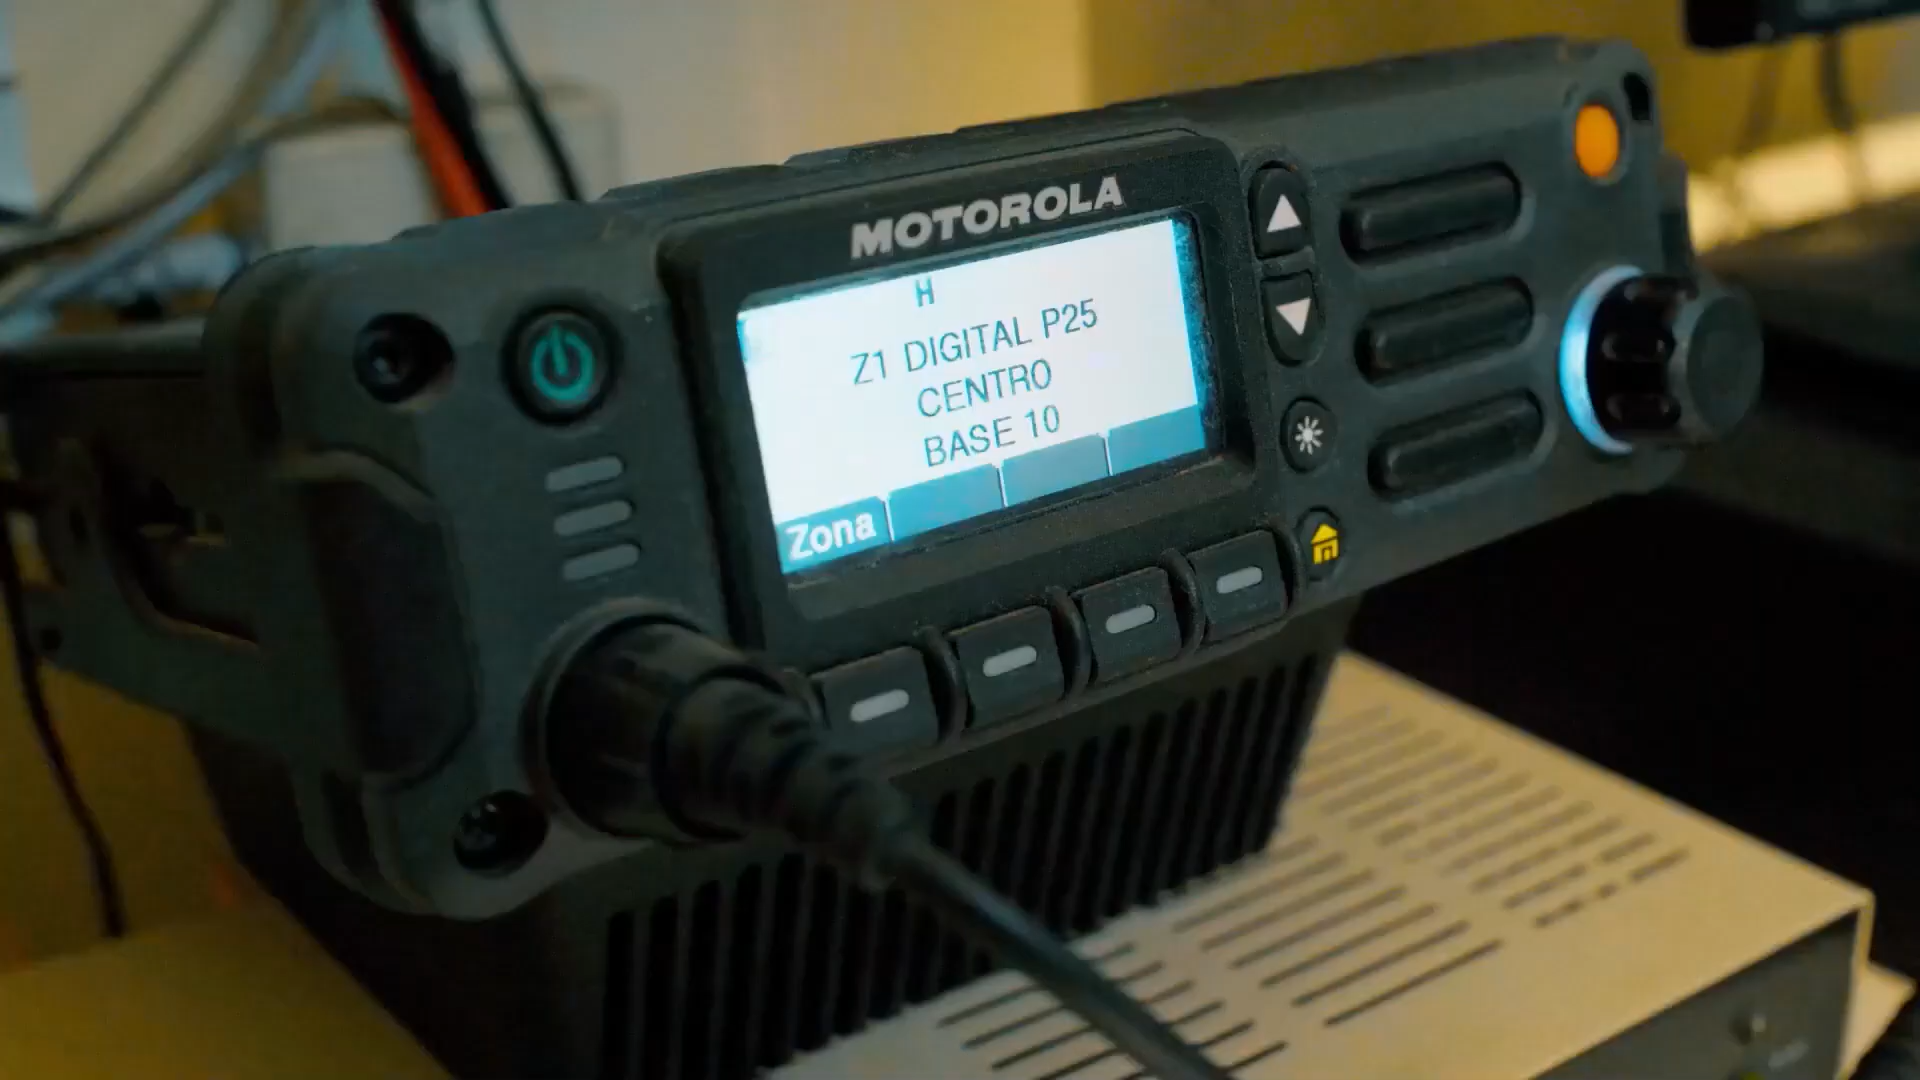 MOTOROLA
H
Z1 DIGITAL P25
CENTRO
BASE 10
Zona